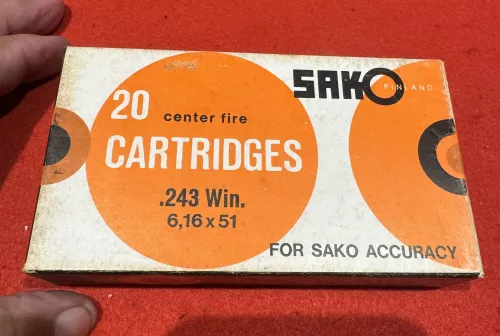 SAKO
FINLAND
20 center fire
CARTRIDGES
.243 Win.
6,16 x 51
FOR SAKO ACCURACY